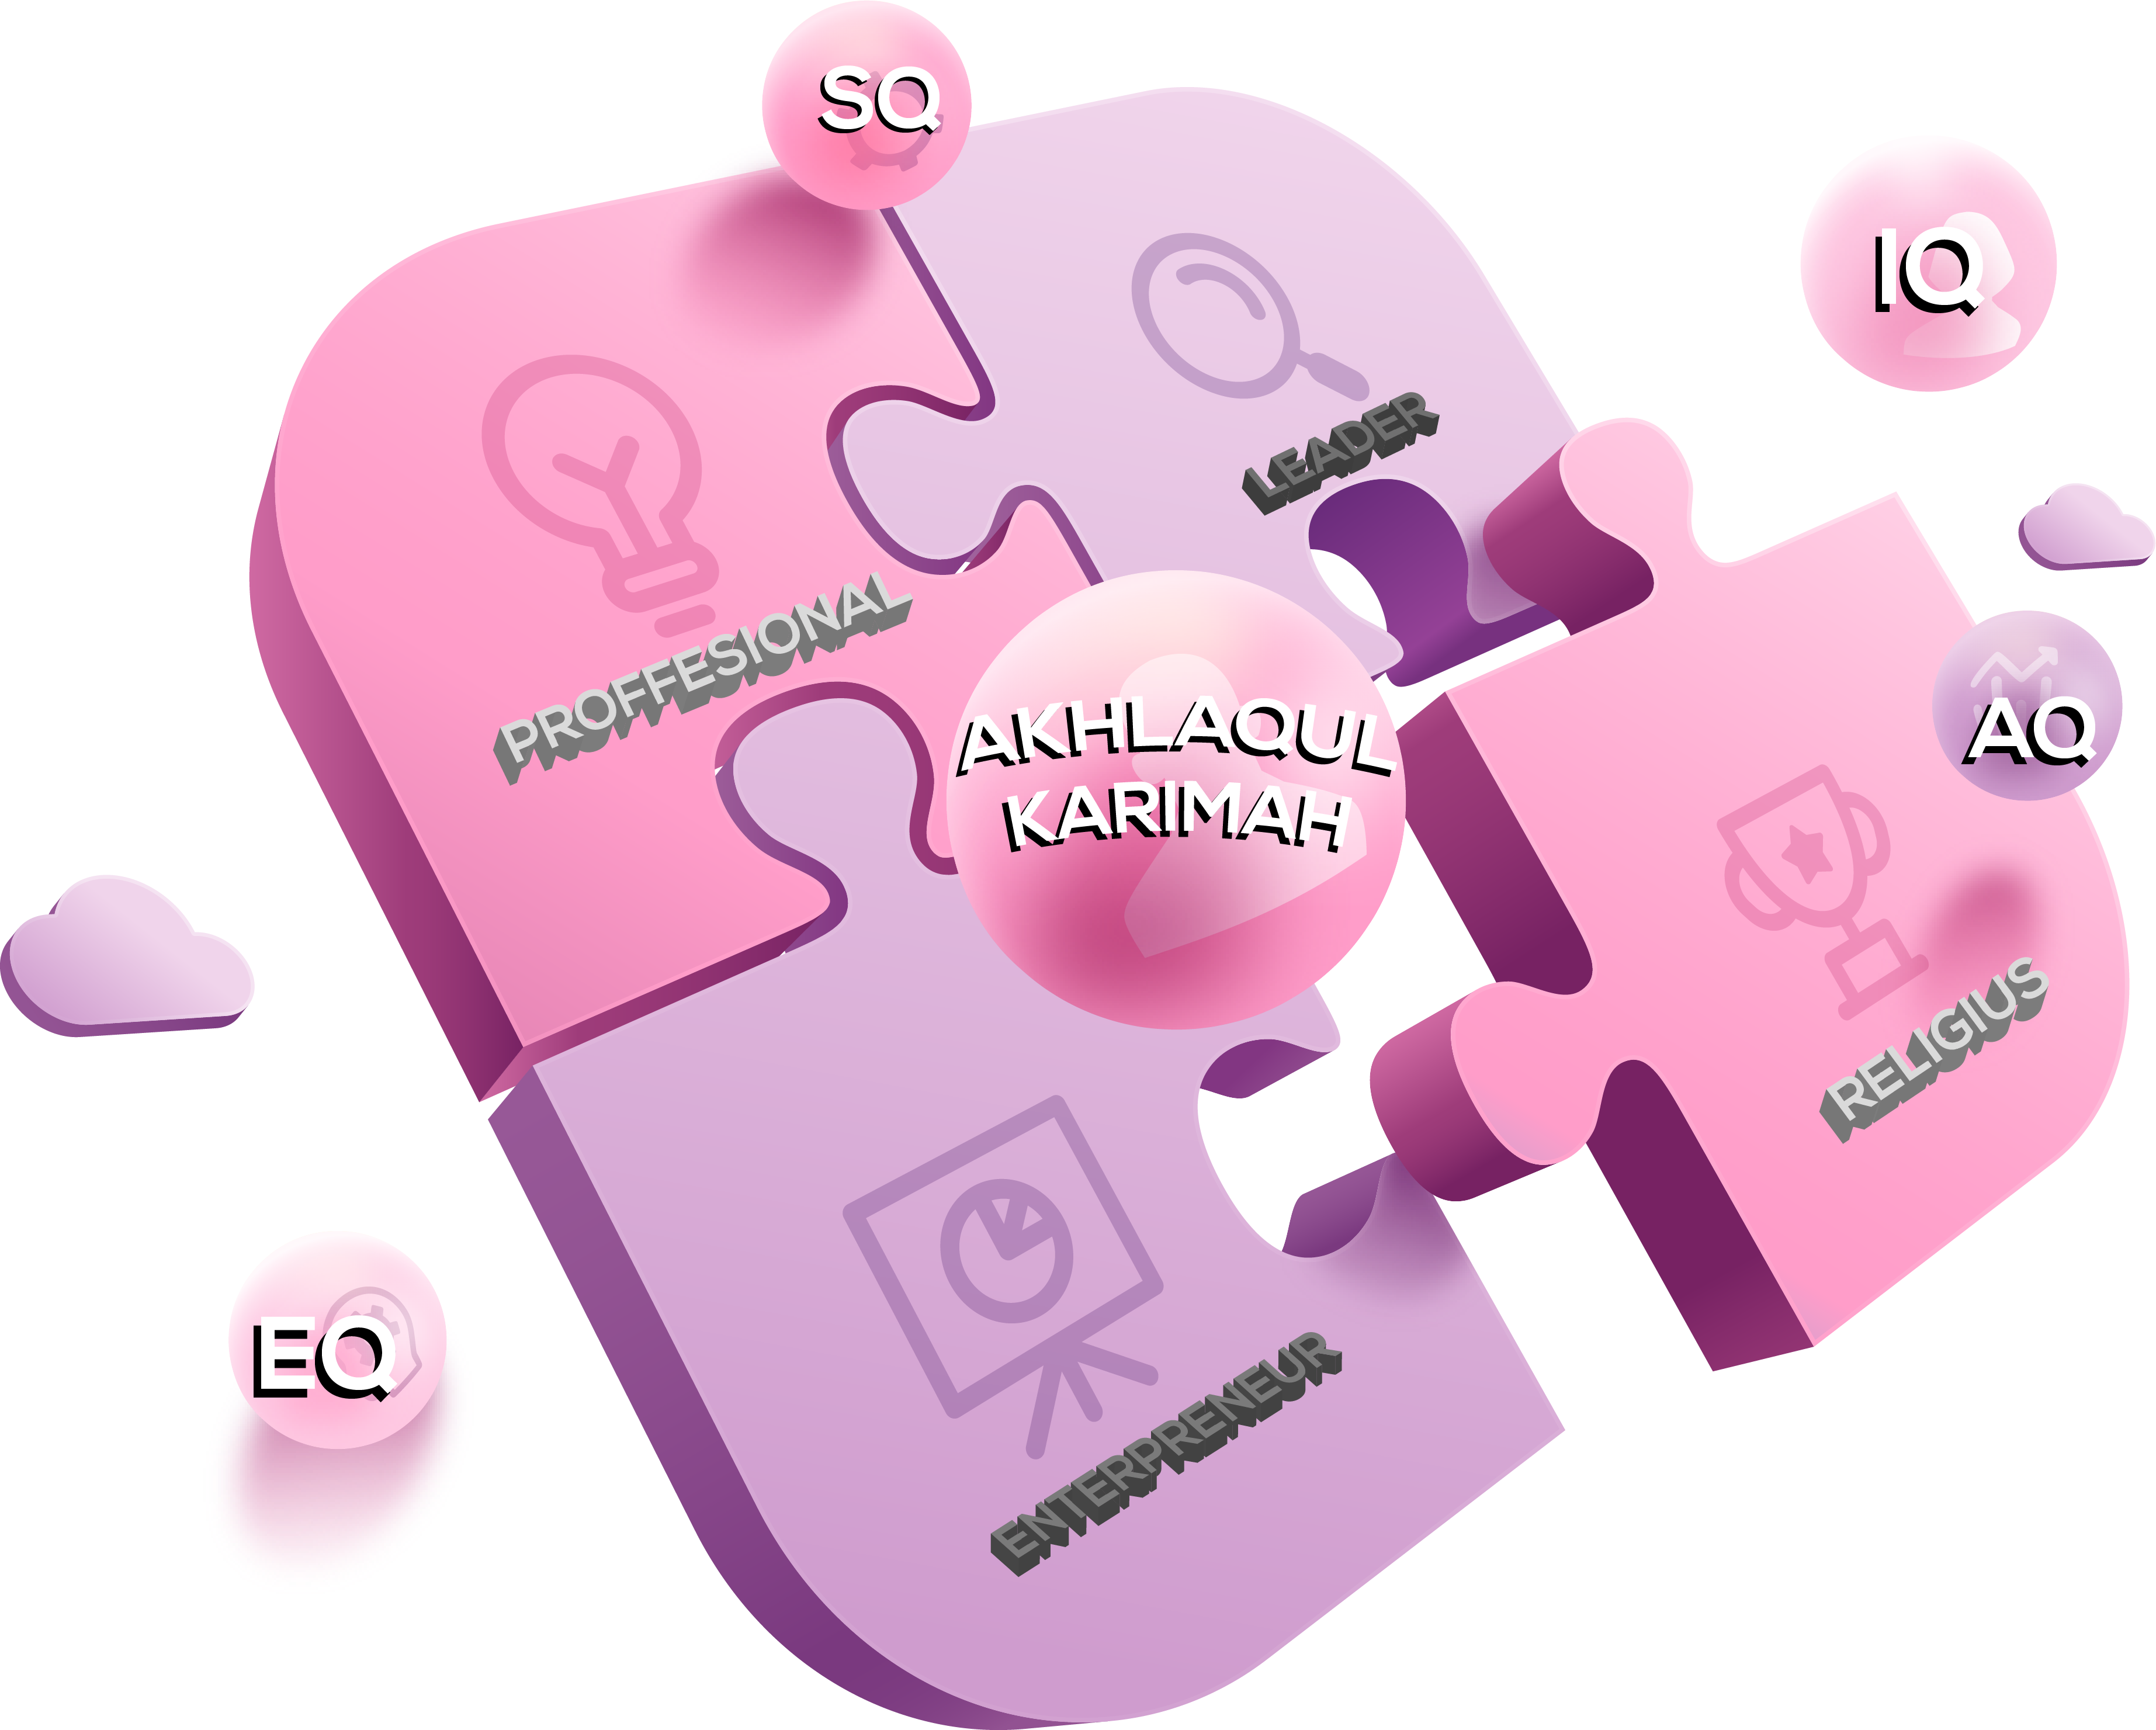 SQ
IQ
LEADER
PROFFESIONAL
AKHLAQUL
KARIMAH
AQ
RELIGIUS
EQ
ENTERPRENEUR